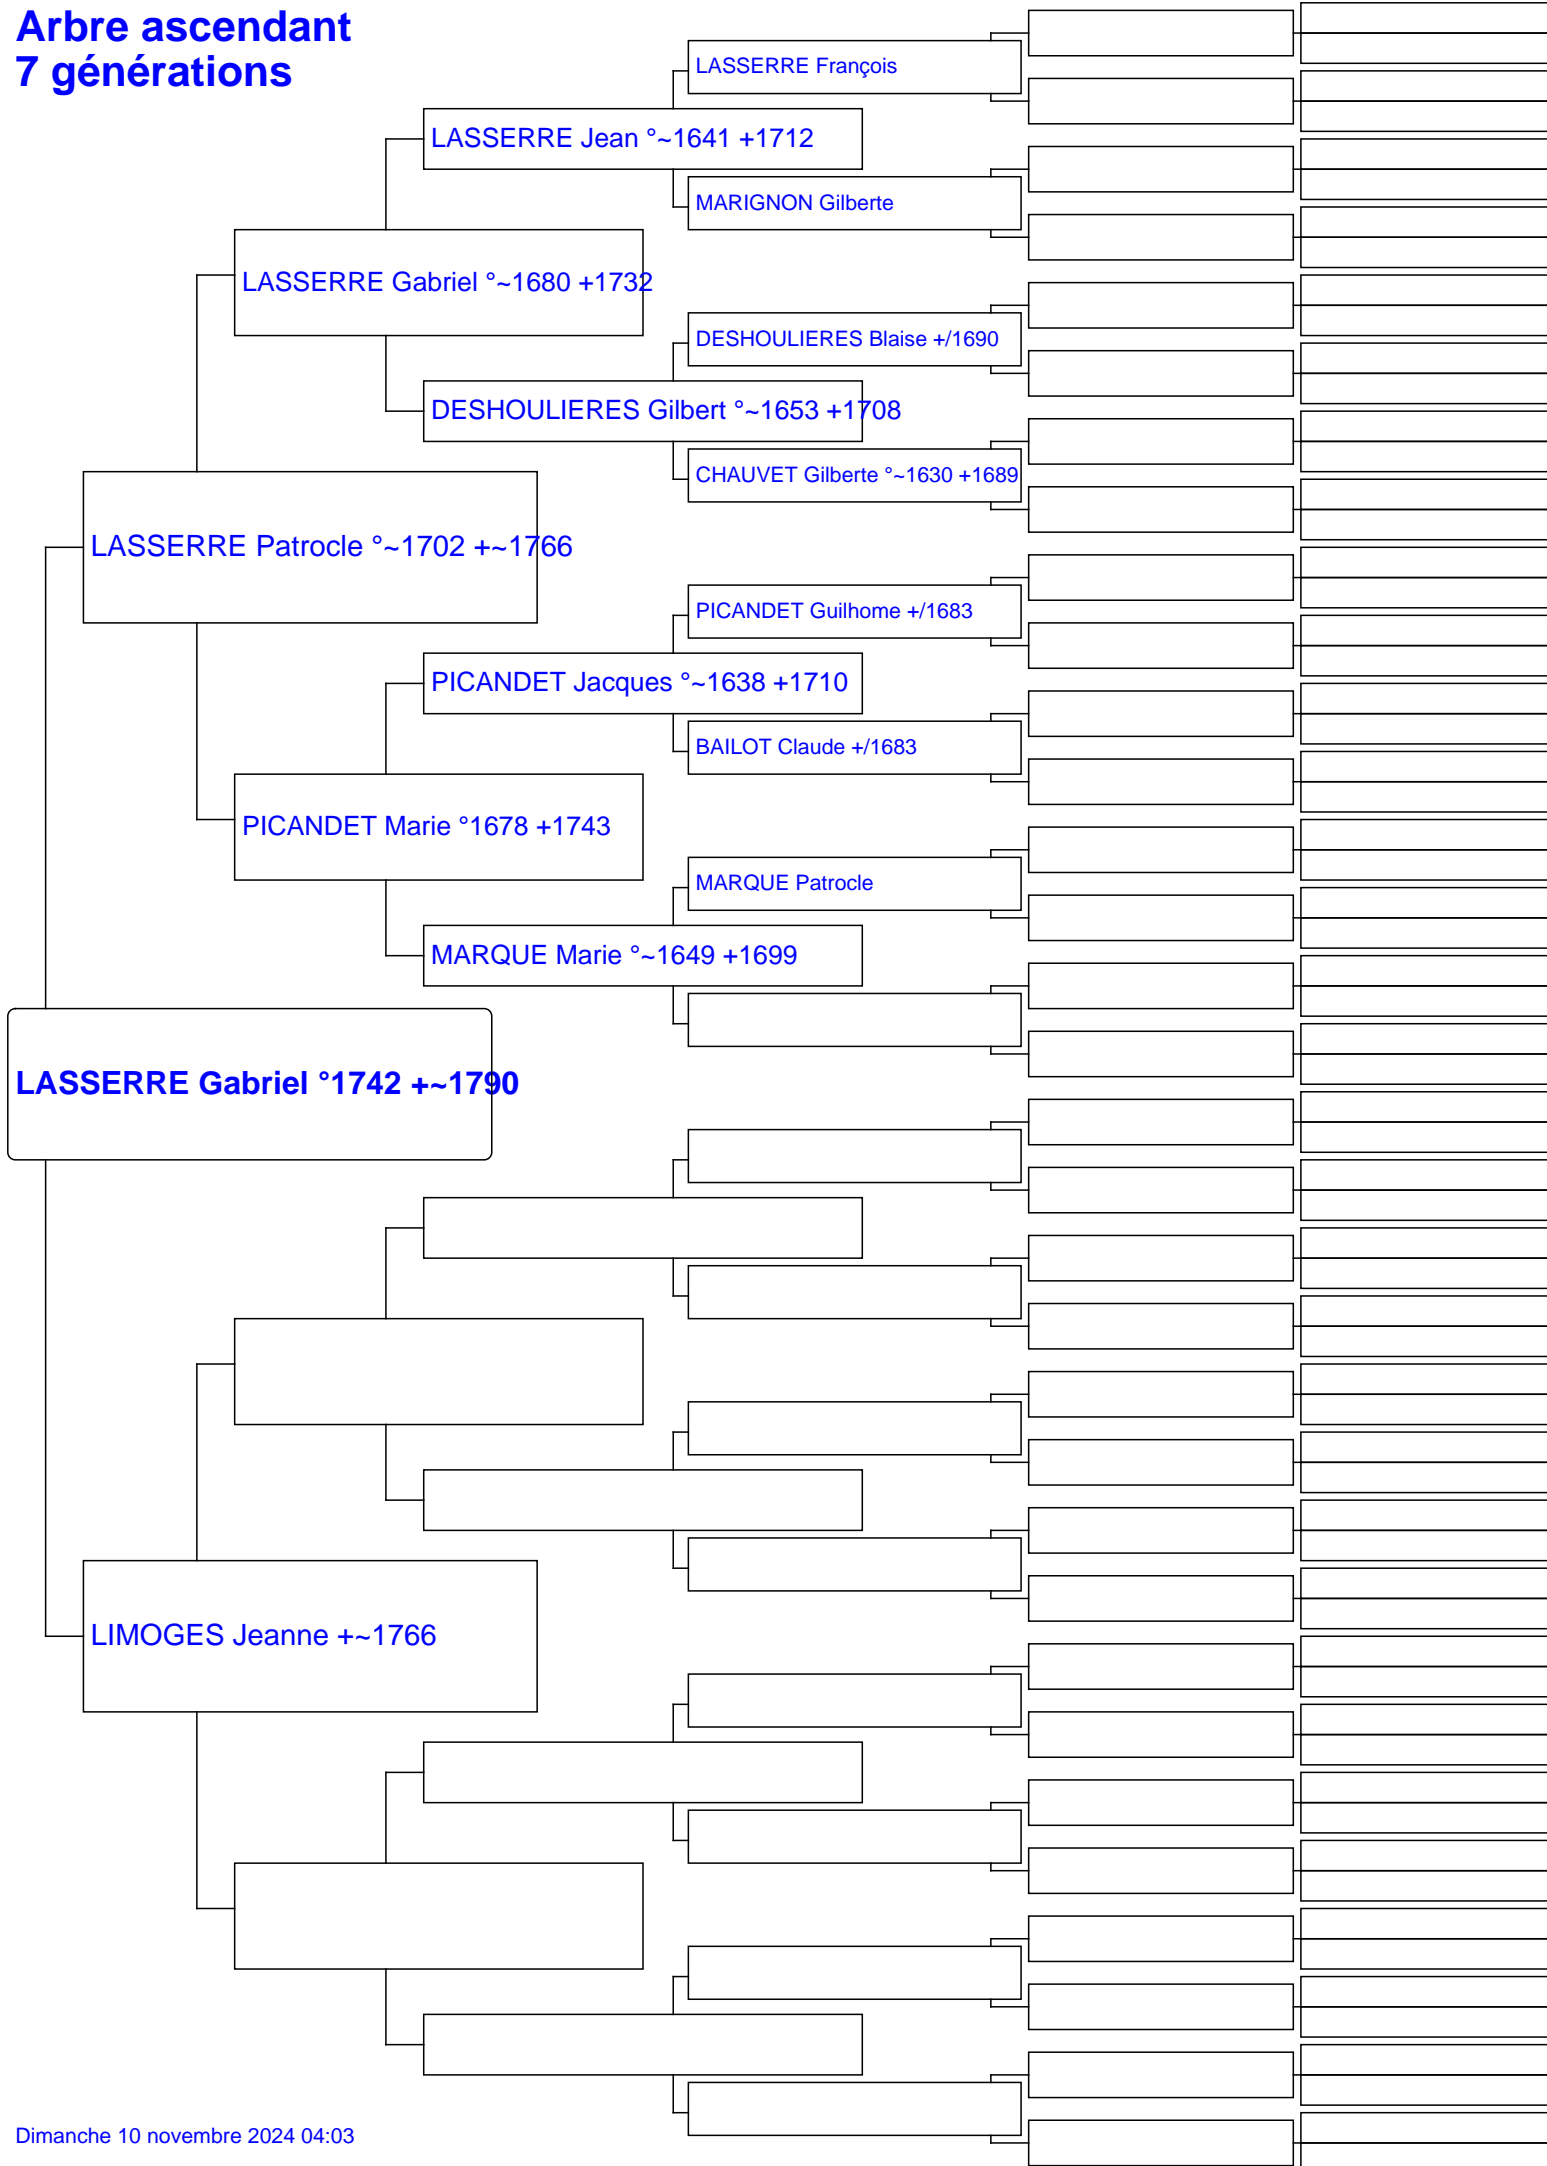 Arbre ascendant
7 générations
LASSERRE François
LASSERRE Jean °~1641 +1712
MARIGNON Gilberte
LASSERRE Gabriel °~1680 +1732
DESHOULIERES Blaise +/1690
DESHOULIERES Gilbert °~1653 +1708
CHAUVET Gilberte °~1630 +1689
LASSERRE Patrocle °~1702 +~1766
PICANDET Guilhome +/1683
PICANDET Jacques °~1638 +1710
BAILOT Claude +/1683
PICANDET Marie °1678 +1743
MARQUE Patrocle
MARQUE Marie °~1649 +1699
LASSERRE Gabriel °1742 +~1790
LIMOGES Jeanne +~1766
Dimanche 10 novembre 2024 04:03